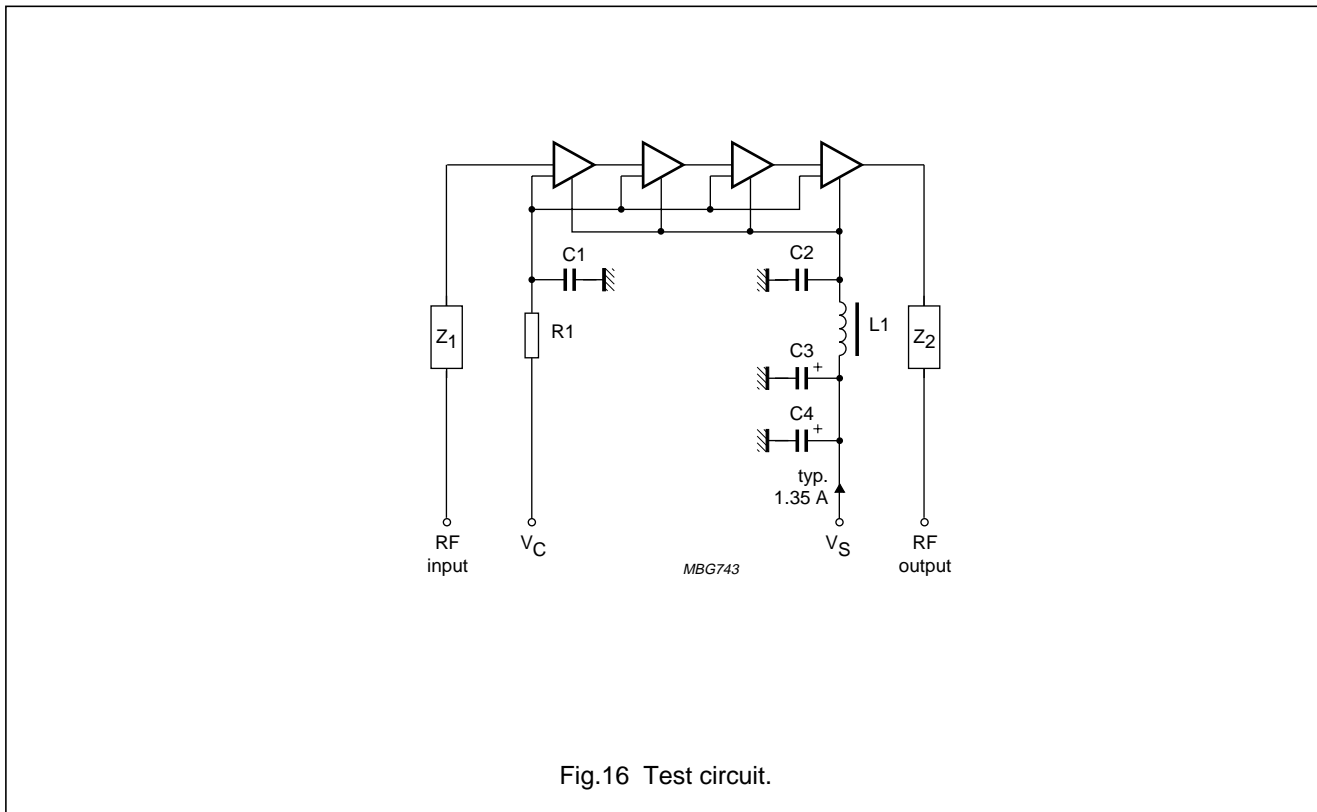 C1
C2
R1
L1
Z1
Z2
C3
+
C4
+
typ.
1.35 A
RF
input
VC
VS
RF
output
MBG743
Fig.16 Test circuit.